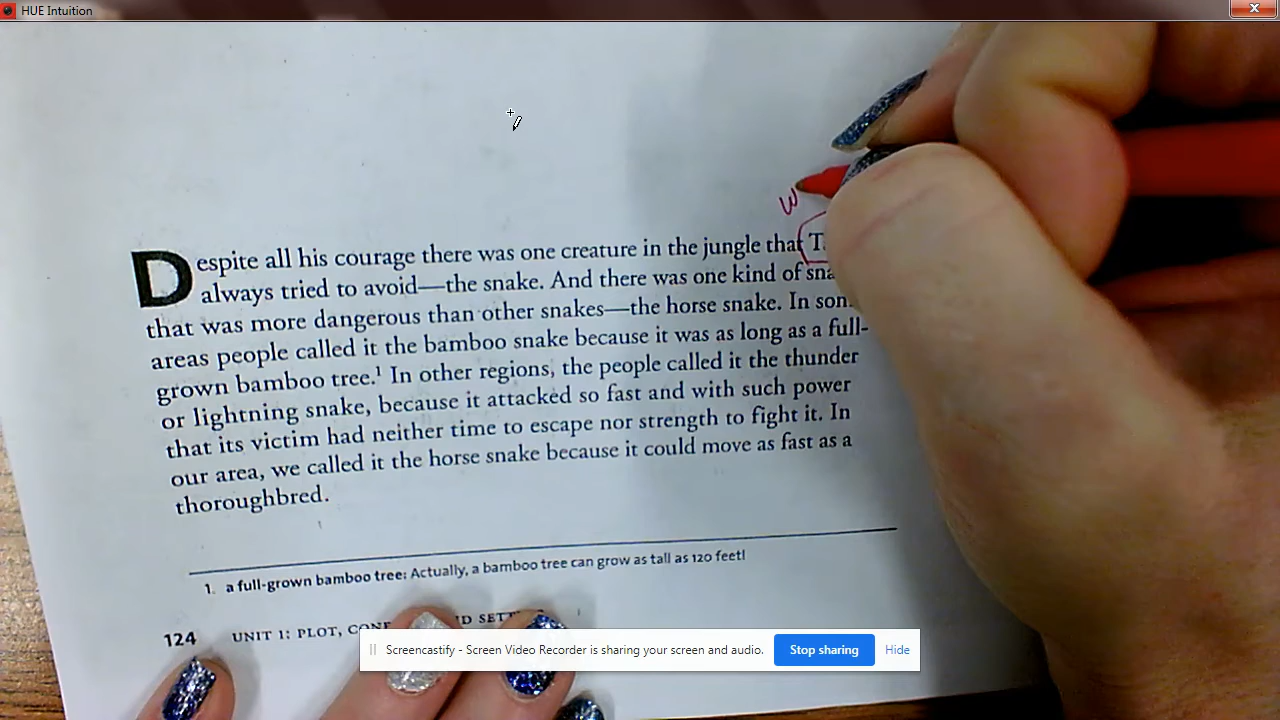 HUE Intuition
W
Despite all his courage there was one creature in the jungle that T
always tried to avoid—the snake. And there was one kind of
that was more dangerous than other snakes—the horse snake. In
areas people called it the bamboo snake because it was as long as a full-
grown bamboo tree.¹ In other regions, the people called it the thunder
or lightning snake, because it attacked so fast and with such power
that its victim had neither time to escape nor strength to fight it. In
our area, we called it the horse snake because it could move as fast as a
thoroughbred.
1. a full-grown bamboo tree: Actually, a bamboo tree can grow as tall as 120 feet!
124 UNIT 1: PLOT,
Screencastify - Screen Video Recorder is sharing your screen and audio. Stop sharing Hide